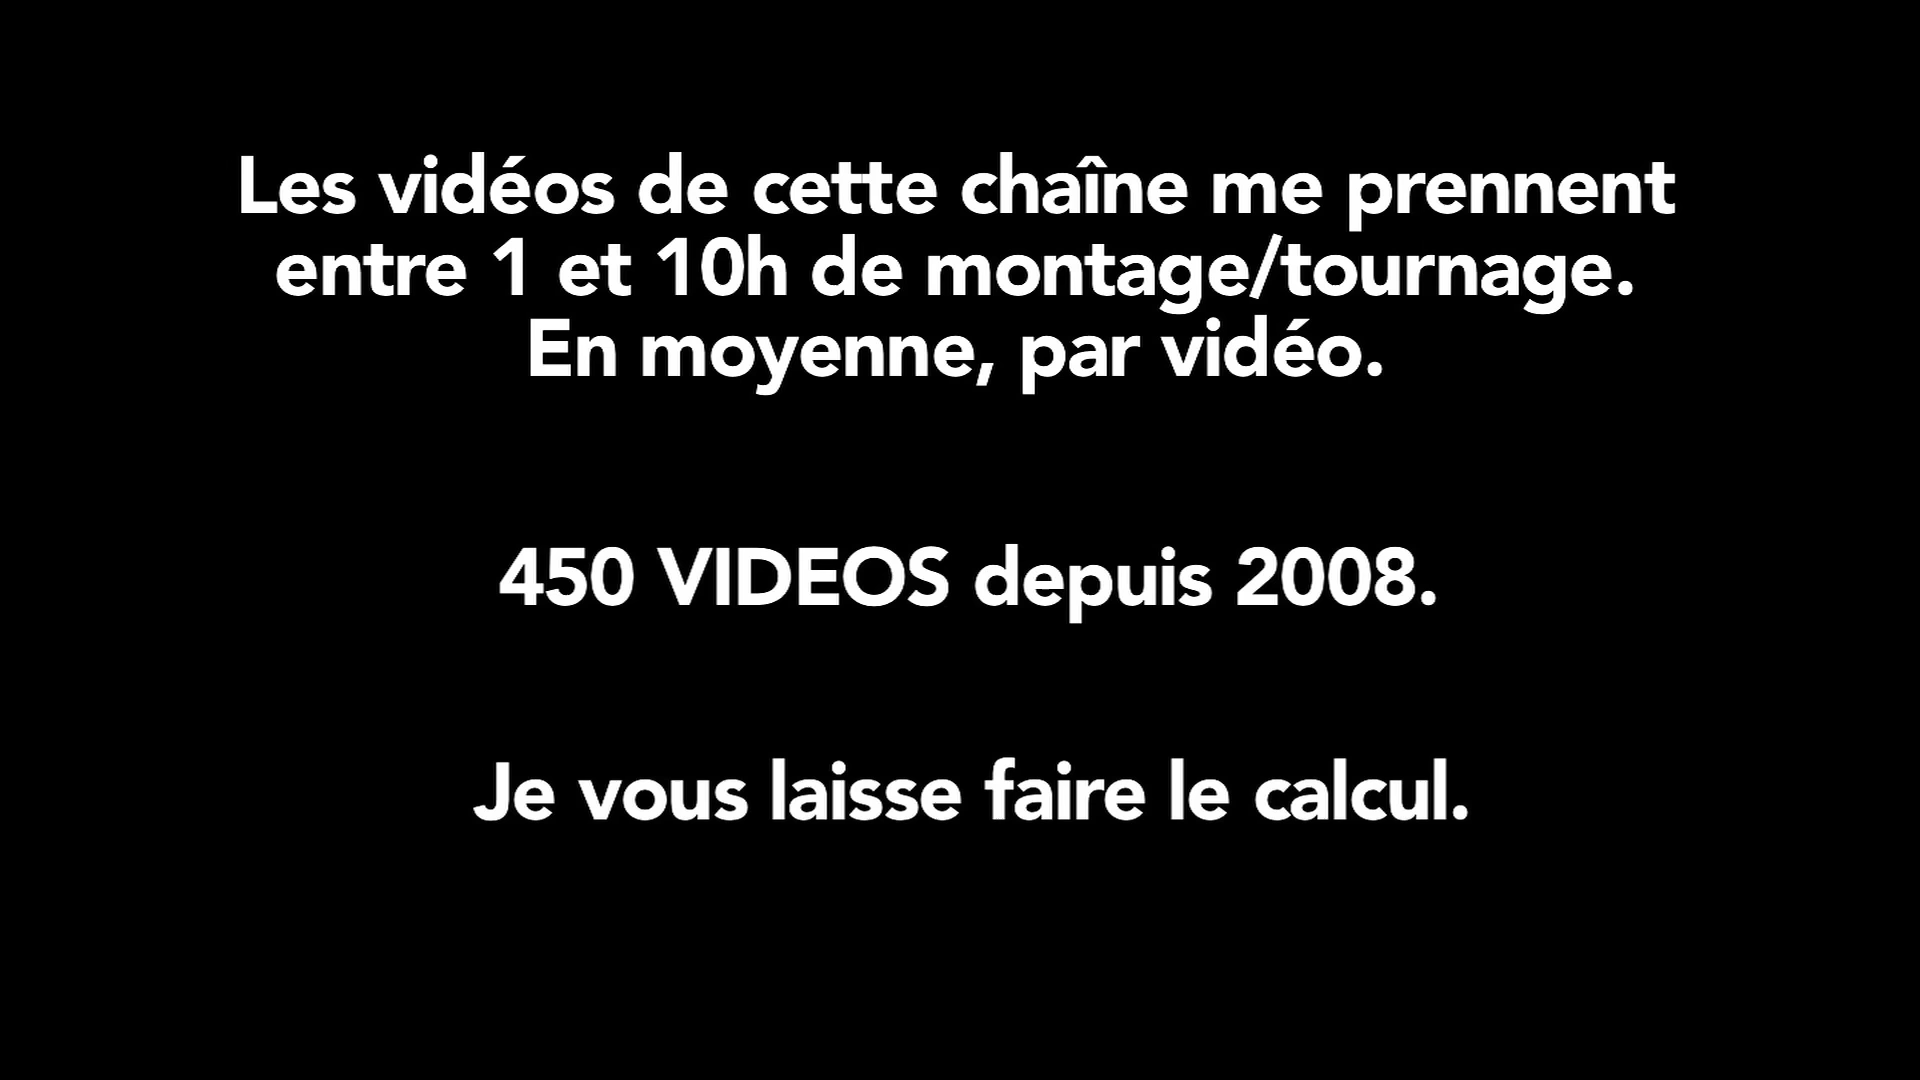 Les vidéos de cette chaîne me prennent
entre 1 et 10h de montage/tournage.
En moyenne, par vidéo.
450 VIDEOS depuis 2008.
Je vous laisse faire le calcul.